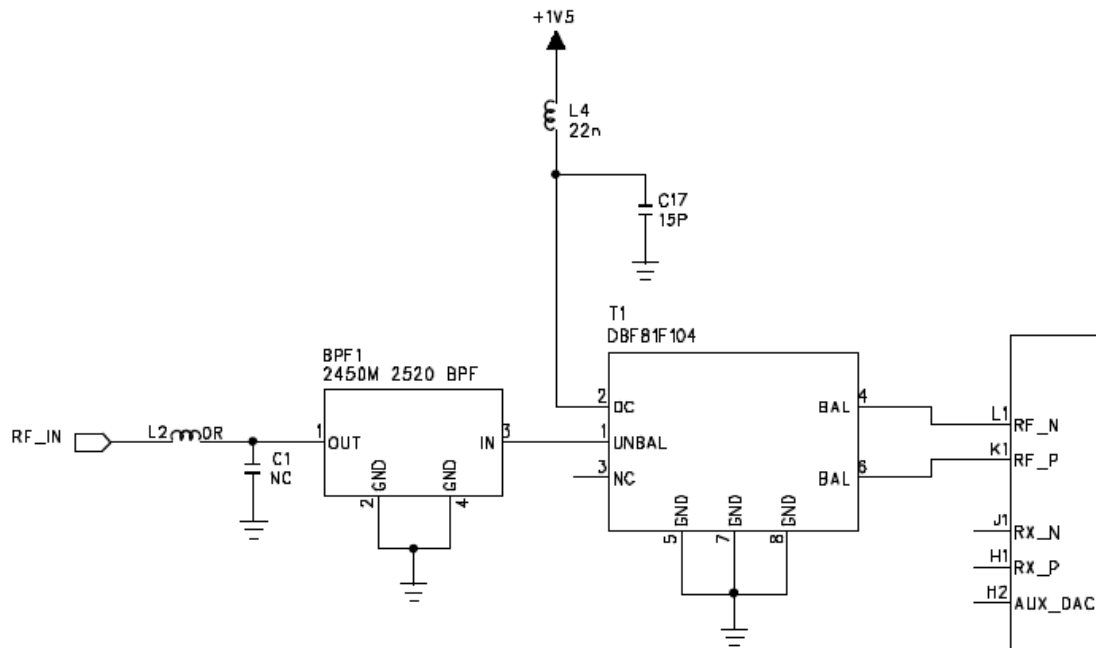 +1V5
L4
22n
C17
15P
T1
DBF81F104
BPF1
2450M 2520 BPF
2
DC
BAL
4
L1
RF_N
RF_IN
L2
0R
1
OUT
IN
3
1
UNBAL
K1
RF_P
C1
NC
3
NC
BAL
6
GND
GND
2
4
GND
GND
GND
5
7
8
J1
RX_N
H1
RX_P
H2
AUX_DAC